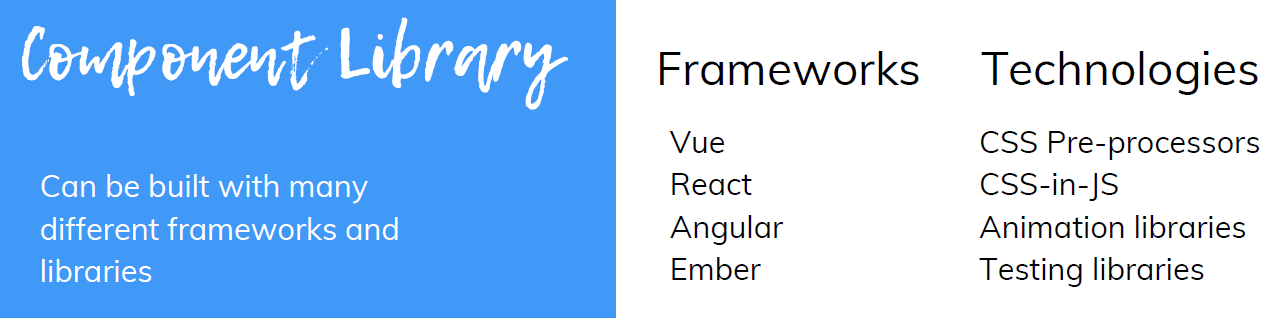 Component Library
Can be built with many
different frameworks and
libraries
Frameworks
Vue
React
Angular
Ember
Technologies
CSS Pre-processors
CSS-in-JS
Animation libraries
Testing libraries